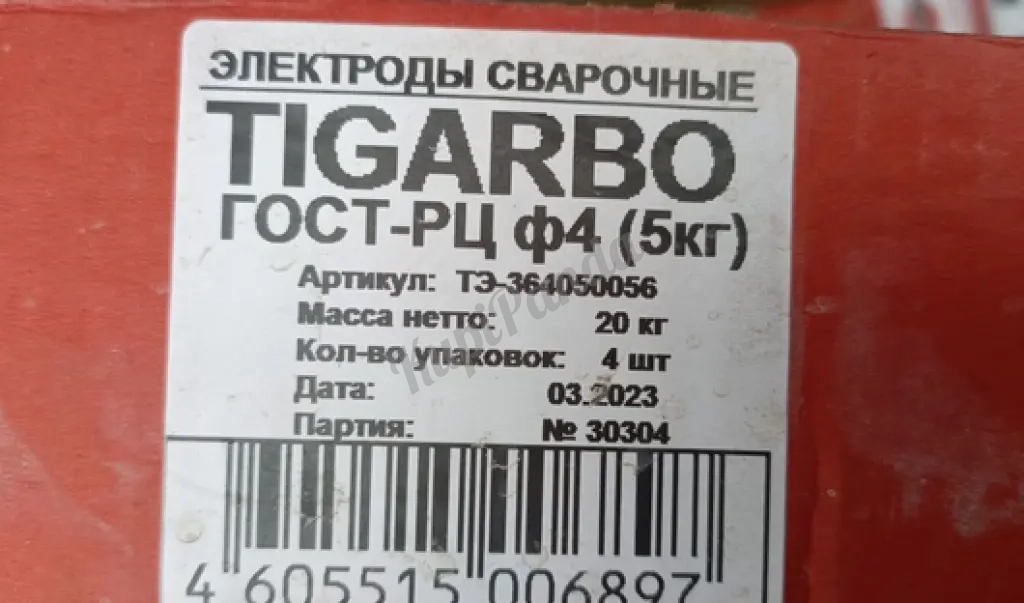 ЭЛЕКТРОДЫ СВАРОЧНЫЕ
TIGARBO
ГОСТ-РЦ ф4 (5кг)
Артикул: ТЭ-364050056
Масса нетто: 20 кг
Кол-во упаковок: 4 шт
Дата: 03.2023
Партия: № 30304
4 605515 006897
KupiPanda